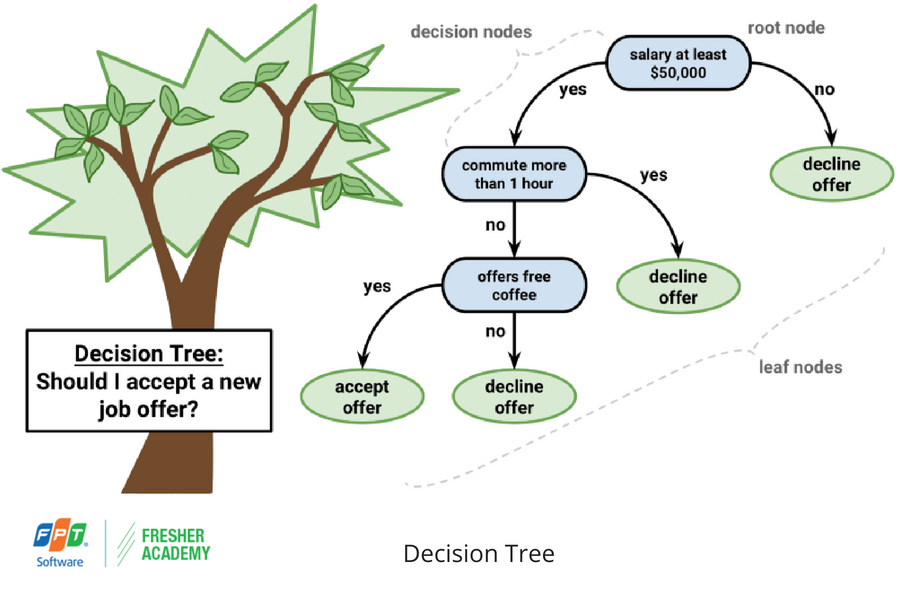 decision nodes
root node
salary at least
$50,000
yes
no
commute more
than 1 hour
decline
offer
yes
no
offers free
coffee
decline
offer
yes
no
accept
offer
decline
offer
leaf nodes
Decision Tree:
Should I accept a new
job offer?
FPT
Software
FRESHER
ACADEMY
Decision Tree